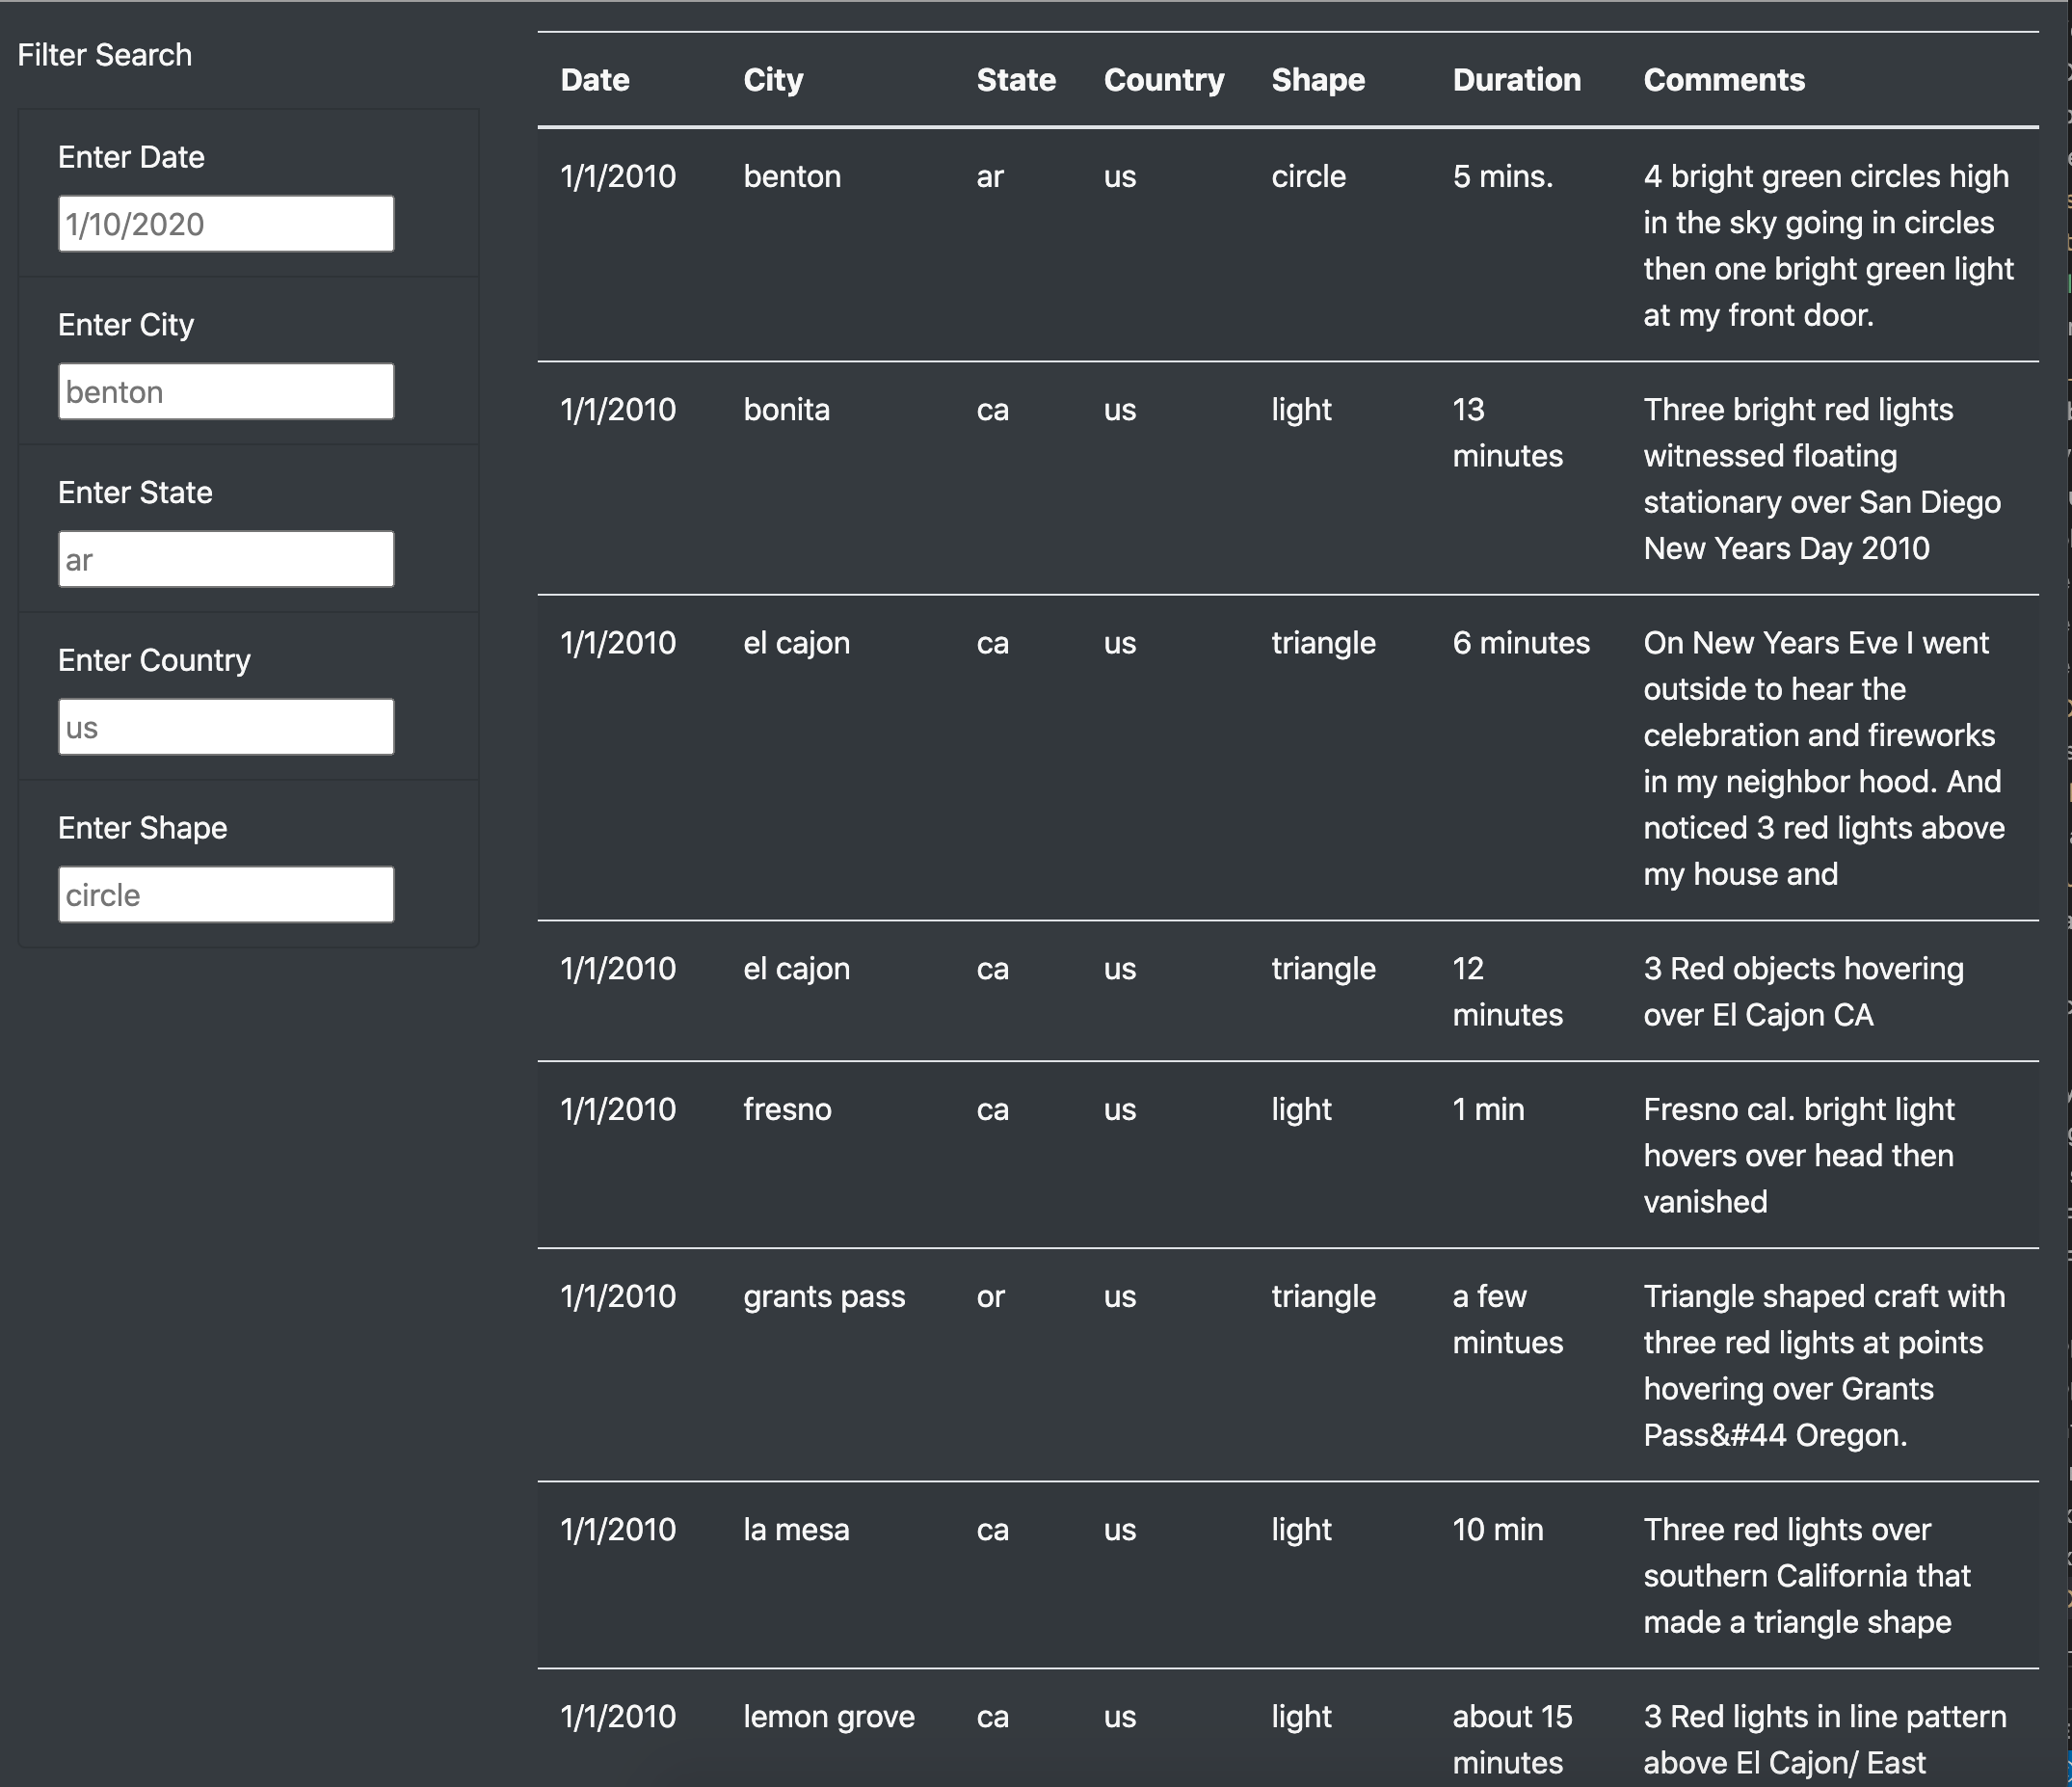 Filter Search
Enter Date
1/10/2020
Enter City
benton
Enter State
ar
Enter Country
us
Enter Shape
circle
Date City State Country Shape Duration Comments
1/1/2010 benton ar us circle 5 mins. 4 bright green circles high
in the sky going in circles
then one bright green light
at my front door.
1/1/2010 bonita ca us light 13 Three bright red lights
minutes witnessed floating
stationary over San Diego
New Years Day 2010
1/1/2010 el cajon ca us triangle 6 minutes On New Years Eve I went
outside to hear the
celebration and fireworks
in my neighbor hood. And
noticed 3 red lights above
my house and
1/1/2010 el cajon ca us triangle 12 3 Red objects hovering
minutes over El Cajon CA
1/1/2010 fresno ca us light 1 min Fresno cal. bright light
hovers over head then
vanished
1/1/2010 grants pass or us triangle a few Triangle shaped craft with
mintues three red lights at points
hovering over Grants
Pass&#44 Oregon.
1/1/2010 la mesa ca us light 10 min Three red lights over
southern California that
made a triangle shape
1/1/2010 lemon grove ca us light about 15 3 Red lights in line pattern
minutes above El Cajon/ East